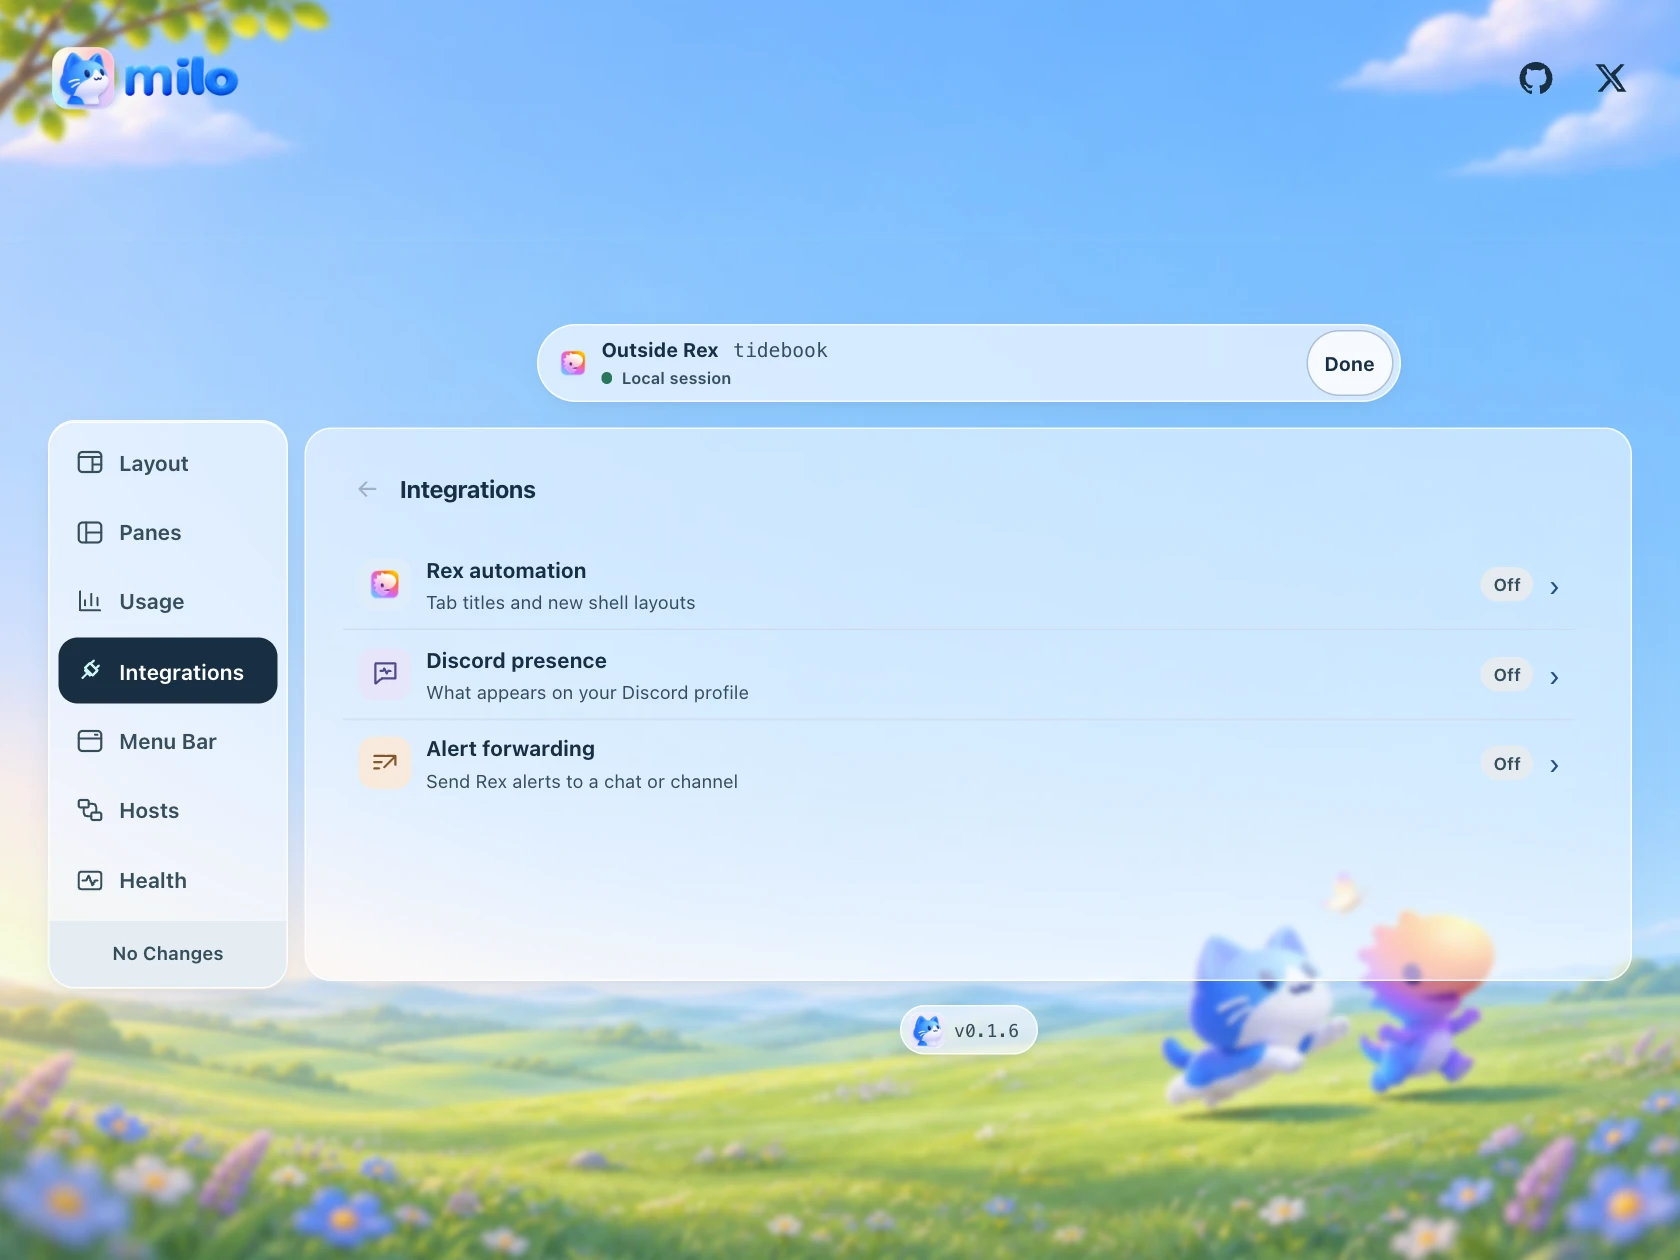 milo
Outside Rex tidebook
Local session
Done
Layout
Panes
Usage
Integrations
Menu Bar
Hosts
Health
No Changes
Integrations
Rex automation
Tab titles and new shell layouts
Off
Discord presence
What appears on your Discord profile
Off
Alert forwarding
Send Rex alerts to a chat or channel
Off
v0.1.6